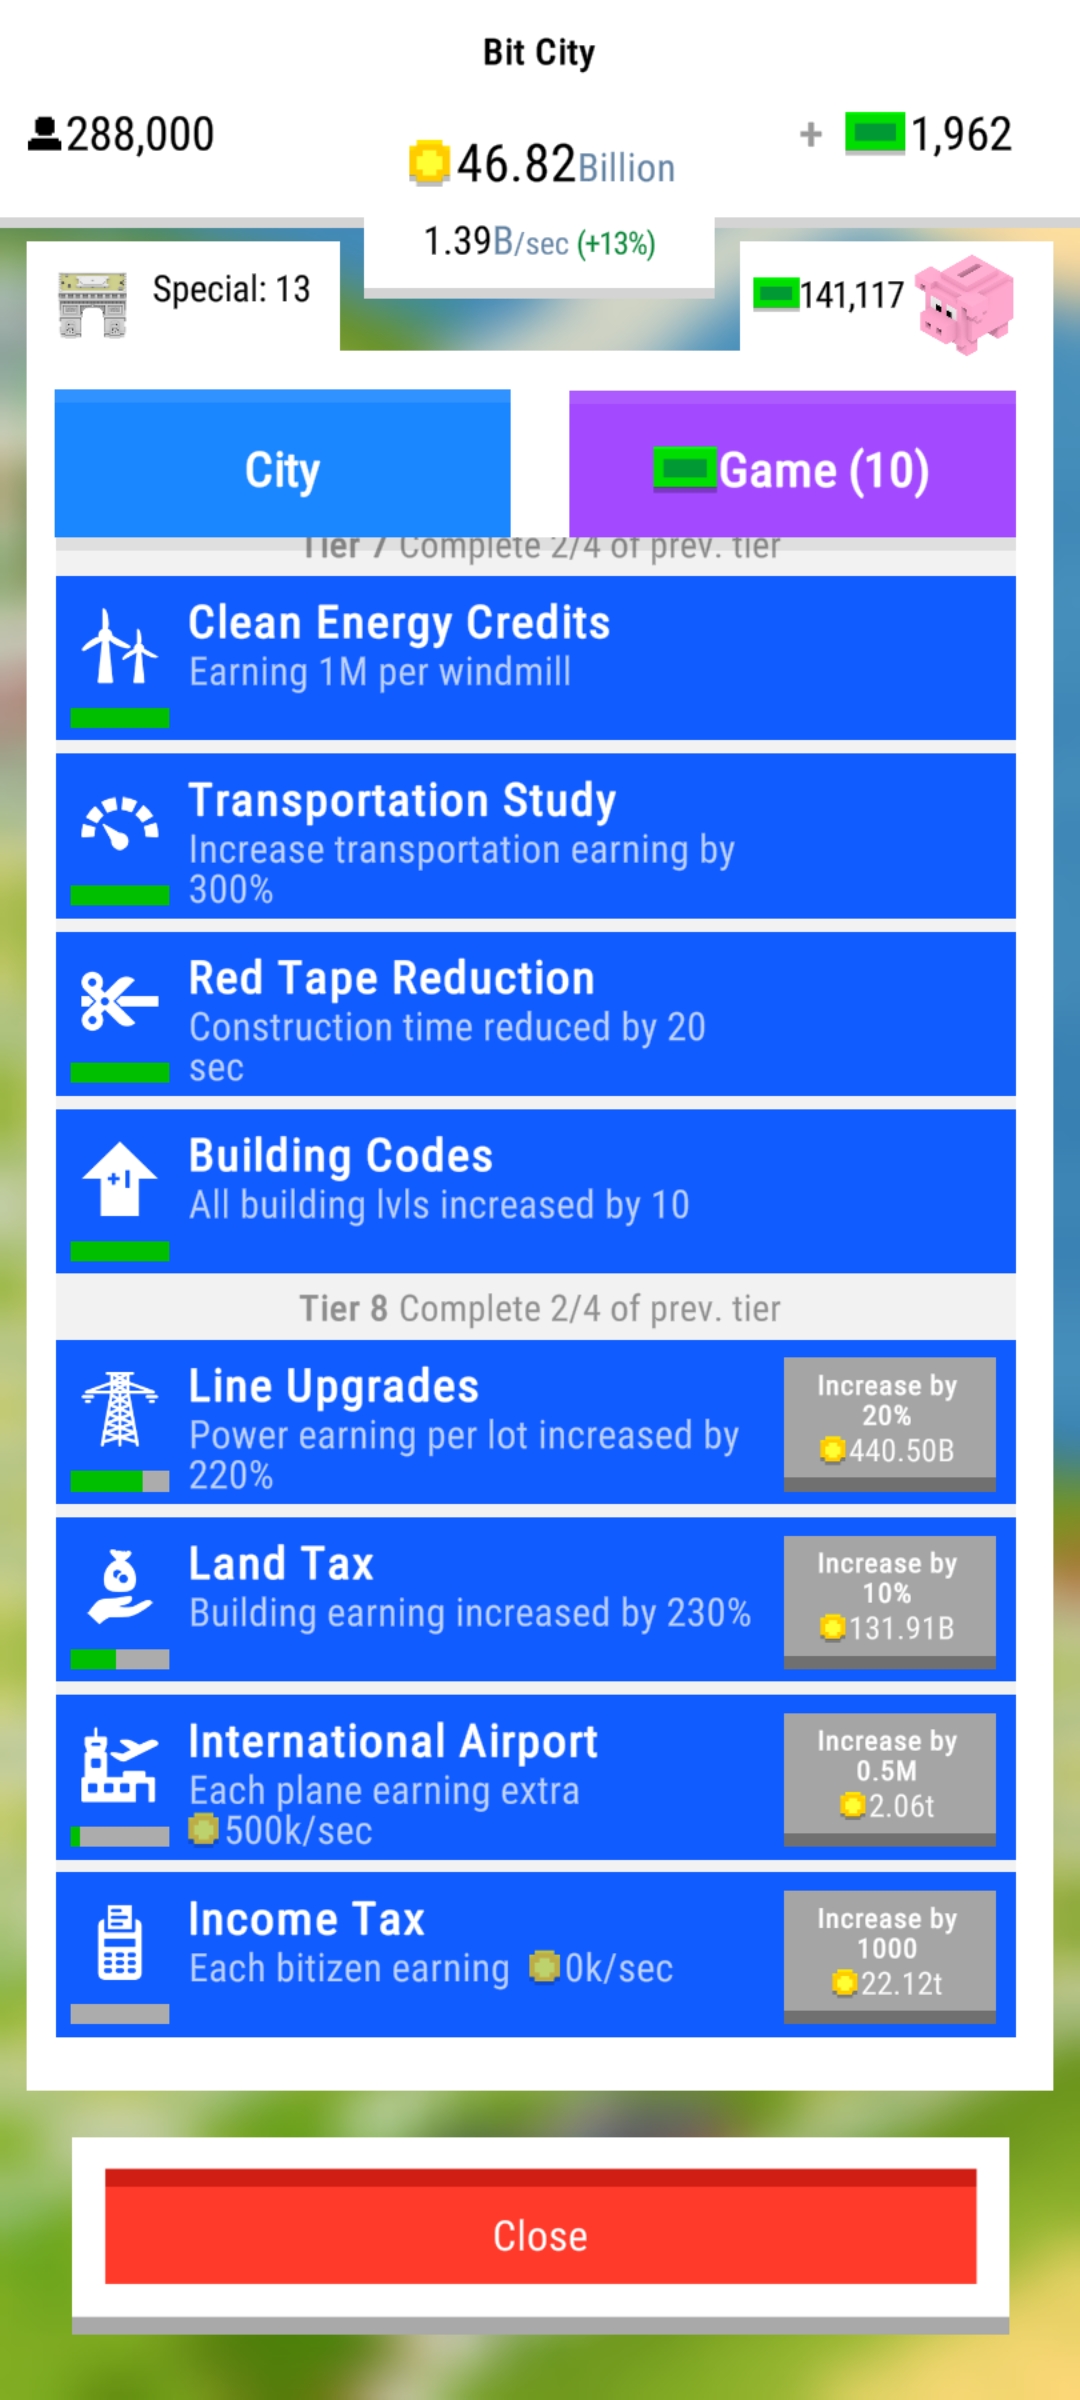 Bit City
288,000
46.82Billion
+ 1,962
1.39B/sec (+13%)
Special: 13
141,117
City
Game (10)
Tier 7 Complete 2/4 of prev. tier
Clean Energy Credits
Earning 1M per windmill
Transportation Study
Increase transportation earning by
300%
Red Tape Reduction
Construction time reduced by 20
sec
+1
Building Codes
All building lvls increased by 10
Tier 8 Complete 2/4 of prev. tier
Line Upgrades
Power earning per lot increased by
220%
Increase by
20%
440.50B
Land Tax
Building earning increased by 230%
Increase by
10%
131.91B
International Airport
Each plane earning extra
500k/sec
Increase by
0.5M
2.06t
Income Tax
Each bitizen earning 0k/sec
Increase by
1000
22.12t
Close